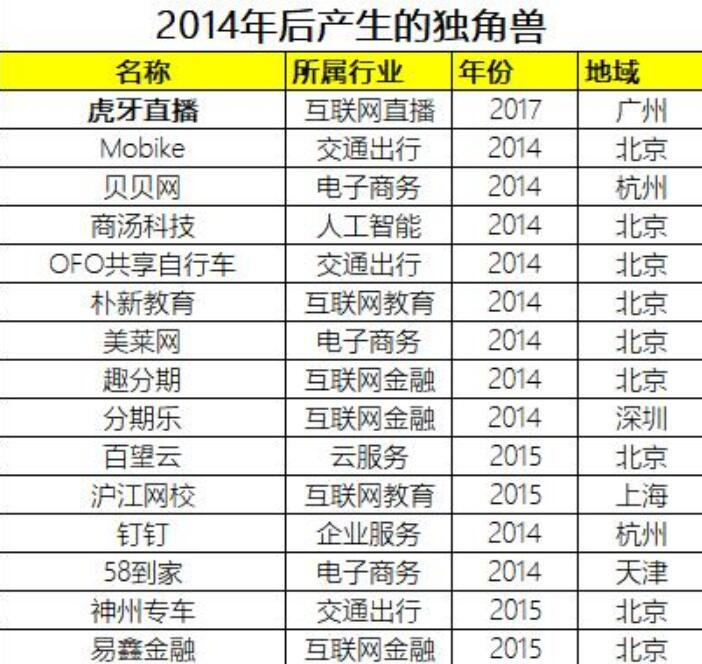 2014年后产生的独角兽
名称 所属行业 年份 地域
虎牙直播 互联网直播 2017 广州
Mobike 交通出行 2014 北京
贝贝网 电子商务 2014 杭州
商汤科技 人工智能 2014 北京
OFO共享自行车 交通出行 2014 北京
朴新教育 互联网教育 2014 北京
美莱网 电子商务 2014 北京
趣分期 互联网金融 2014 北京
分期乐 互联网金融 2014 深圳
百望云 云服务 2015 北京
沪江网校 互联网教育 2015 上海
钉钉 企业服务 2014 杭州
58到家 电子商务 2014 天津
神州专车 交通出行 2015 北京
易鑫金融 互联网金融 2015 北京